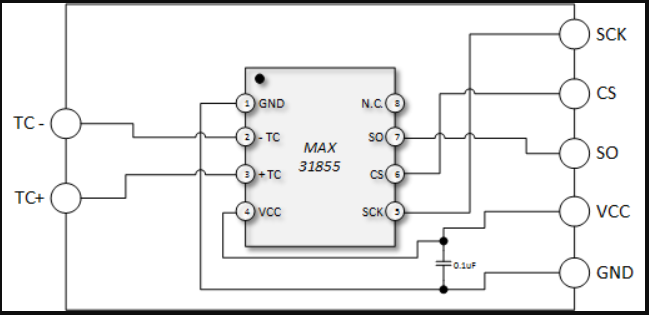 SCK
CS
SO
VCC
GND
TC -
TC+
1 GND
2 - TC
3 +TC
4 VCC
MAX
31855
N.C. 8
SO 7
CS 6
SCK 5
0.1uF